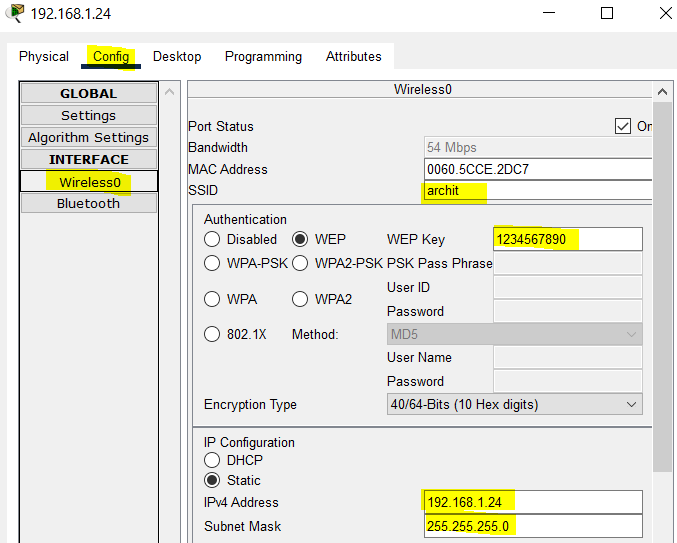 192.168.1.24
Physical Config Desktop Programming Attributes
GLOBAL
Settings
Algorithm Settings
INTERFACE
Wireless0
Bluetooth
Wireless0
Port Status On
Bandwidth 54 Mbps
MAC Address 0060.5CCE.2DC7
SSID archit
Authentication
Disabled WEP WEP Key 1234567890
WPA-PSK WPA2-PSK PSK Pass Phrase
User ID
WPA WPA2
Password
802.1X Method: MD5
User Name
Password
Encryption Type 40/64-Bits (10 Hex digits)
IP Configuration
DHCP
Static
IPv4 Address 192.168.1.24
Subnet Mask 255.255.255.0